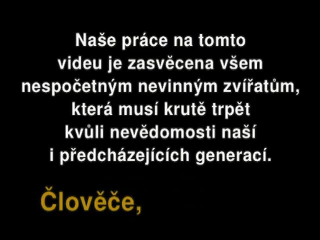 Naše práce na tomto
videu je zasvěcena všem
nespočetným nevinným zvířatům,
která musí krutě trpět
kvůli nevědomosti naší
i předcházejících generací.
Člověče,